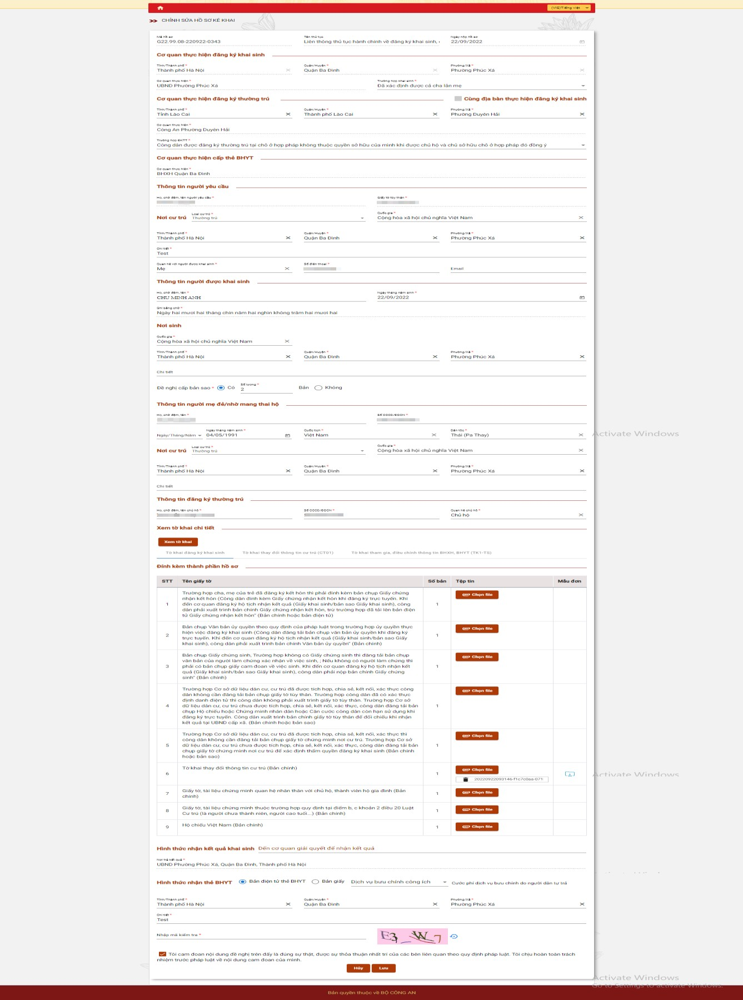 (VIE)Tiếng việt
CHỈNH SỬA HỒ SƠ KÊ KHAI
Mã hồ sơ
Tên thủ tục
Ngày nộp hồ sơ
G22.99.08-220922-0343
Liên thông thủ tục hành chính về đăng ký khai sinh,
22/09/2022
Cơ quan thực hiện đăng ký khai sinh
Tỉnh/Thành phố *
Quận/Huyện *
Phường/Xã *
Thành phố Hà Nội
Quận Ba Đình
Phường Phúc Xá
Cơ quan thực hiện *
Trường hợp khai sinh *
UBND Phường Phúc Xá
Đã xác định được cả cha lẫn mẹ
Cơ quan thực hiện đăng ký thường trú
Cùng địa bàn thực hiện đăng ký khai sinh
Tỉnh/Thành phố *
Quận/Huyện *
Phường/Xã *
Tỉnh Lào Cai
Thành phố Lào Cai
Phường Duyên Hải
Cơ quan thực hiện *
Công An Phường Duyên Hải
Trường hợp ĐKTT *
Công dân được đăng ký thường trú tại chỗ ở hợp pháp không thuộc quyền sở hữu của mình khi được chủ hộ và chủ sở hữu chỗ ở hợp pháp đó đồng ý
Cơ quan thực hiện cấp thẻ BHYT
Cơ quan thực hiện *
BHXH Quận Ba Đình
Thông tin người yêu cầu
Họ, chữ đệm, tên người yêu cầu *
Giấy tờ tùy thân *
Nơi cư trú
Loại cư trú *
Thường trú
Quốc gia *
Cộng hòa xã hội chủ nghĩa Việt Nam
Tỉnh/Thành phố *
Quận/Huyện *
Phường/Xã *
Thành phố Hà Nội
Quận Ba Đình
Phường Phúc Xá
Chi tiết *
Test
Quan hệ với người được khai sinh *
Số điện thoại *
Mẹ
Email
Thông tin người được khai sinh
Họ, chữ đệm, tên *
Ngày tháng năm sinh *
CHU MINH ANH
22/09/2022
Ghi bằng chữ *
Ngày hai mươi hai tháng chín năm hai nghìn không trăm hai mươi hai
Nơi sinh
Quốc gia *
Cộng hòa xã hội chủ nghĩa Việt Nam
Tỉnh/Thành phố *
Quận/Huyện *
Phường/Xã *
Thành phố Hà Nội
Quận Ba Đình
Phường Phúc Xá
Chi tiết
Đề nghị cấp bản sao *
Có
Số lượng *
2
Bản
Không
Thông tin người mẹ đẻ/nhờ mang thai hộ
Họ, chữ đệm, tên *
Số CCCD/ĐDCN *
Ngày/Tháng/Năm
Ngày tháng năm sinh *
04/05/1991
Quốc tịch *
Việt Nam
Dân tộc *
Thái (Pa Thay)
Nơi cư trú
Loại cư trú *
Thường trú
Quốc gia *
Cộng hòa xã hội chủ nghĩa Việt Nam
Tỉnh/Thành phố *
Quận/Huyện *
Phường/Xã *
Thành phố Hà Nội
Quận Ba Đình
Phường Phúc Xá
Chi tiết
Thông tin đăng ký thường trú
Họ, chữ đệm, tên chủ hộ *
Số CCCD/ĐDCN *
Quan hệ chủ hộ *
Chủ hộ
Xem tờ khai chi tiết
Xem tờ khai
Tờ khai đăng ký khai sinh
Tờ khai thay đổi thông tin cư trú (CT01)
Tờ khai tham gia, điều chỉnh thông tin BHXH, BHYT (TK1-TS)
Đính kèm thành phần hồ sơ
STT
Tên giấy tờ
Số bản
Tệp tin
Mẫu đơn
1
Trường hợp cha, mẹ của trẻ đã đăng ký kết hôn thì phải đính kèm bản chụp Giấy chứng
nhận kết hôn (Công dân đính kèm Giấy chứng nhận kết hôn khi đăng ký trực tuyến. Khi
đến cơ quan đăng ký hộ tịch nhận kết quả (Giấy khai sinh/bản sao Giấy khai sinh), công
dân phải xuất trình bản chính Giấy chứng nhận kết hôn, trừ trường hợp đã tải lên bản điện
tử Giấy chứng nhận kết hôn" (Bản chính hoặc bản điện tử)
1
Chọn file
2
Bản chụp Văn bản ủy quyền theo quy định của pháp luật trong trường hợp ủy quyền thực
hiện việc đăng ký khai sinh (Công dân đăng tải bản chụp văn bản ủy quyền khi đăng ký
trực tuyến. Khi đến cơ quan đăng ký hộ tịch nhận kết quả (Giấy khai sinh/bản sao Giấy
khai sinh), công dân phải xuất trình bản chính Văn bản ủy quyền" (Bản chính)
1
Chọn file
3
Bản chụp Giấy chứng sinh, Trường hợp không có Giấy chứng sinh thì đăng tải bản chụp
văn bản của người làm chứng xác nhận về việc sinh, ; Nếu không có người làm chứng thì
phải có bản chụp giấy cam đoan về việc sinh. Khi đến cơ quan đăng ký hộ tịch nhận kết
quả (Giấy khai sinh/bản sao Giấy khai sinh), công dân phải nộp bản chính Giấy chứng
sinh" (Bản chính)
1
Chọn file
4
Trường hợp Cơ sở dữ liệu dân cư, cư trú đã được tích hợp, chia sẻ, kết nối, xác thực công
dân không cần đăng tải bản chụp giấy tờ tùy thân. Trường hợp công dân đã có xác thực
định danh điện tử thì công dân không phải xuất trình giấy tờ tùy thân. Trường hợp Cơ sở
dữ liệu dân cư, cư trú chưa được tích hợp, chia sẻ, kết nối, xác thực, công dân đăng tải bản
chụp Hộ chiếu hoặc Chứng minh nhân dân hoặc Căn cước công dân còn hạn sử dụng khi
đăng ký trực tuyến. Công dân xuất trình bản chính giấy tờ tùy thân để đối chiếu khi nhận
kết quả tại UBND cấp xã. (Bản chính hoặc bản sao)
1
Chọn file
5
Trường hợp Cơ sở dữ liệu dân cư, cư trú đã được tích hợp, chia sẻ, kết nối, xác thực thì
công dân không cần đăng tải bản chụp giấy tờ chứng minh nơi cư trú. Trường hợp Cơ sở
dữ liệu dân cư, cư trú chưa được tích hợp, chia sẻ, kết nối, xác thực, công dân đăng tải bản
chụp giấy tờ chứng minh nơi cư trú để xác định thẩm quyền đăng ký khai sinh (Bản chính
hoặc bản sao)
1
Chọn file
6
Tờ khai thay đổi thông tin cư trú (Bản chính)
1
Chọn file
20220922093146-f1c7c0aa-071
7
Giấy tờ, tài liệu chứng minh quan hệ nhân thân với chủ hộ, thành viên hộ gia đình (Bản
chính)
1
Chọn file
8
Giấy tờ, tài liệu chứng minh thuộc trường hợp quy định tại điểm b, c khoản 2 điều 20 Luật
Cư trú (là người chưa thành niên, người cao tuổi...) (Bản chính)
1
Chọn file
9
Hộ chiếu Việt Nam (Bản chính)
1
Chọn file
Hình thức nhận kết quả khai sinh
Đến cơ quan giải quyết để nhận kết quả
Nơi trả kết quả *
UBND Phường Phúc Xá, Quận Ba Đình, Thành phố Hà Nội
Hình thức nhận thẻ BHYT
Bản điện tử thẻ BHYT
Bản giấy
Dịch vụ bưu chính công ích
Cước phí dịch vụ bưu chính do người dân tự trả
Tỉnh/Thành phố *
Quận/Huyện *
Phường/Xã *
Thành phố Hà Nội
Quận Ba Đình
Phường Phúc Xá
Chi tiết *
Test
Nhập mã kiểm tra *
E3 _ W 7
Tôi cam đoan nội dung đề nghị trên đây là đúng sự thật, được sự thỏa thuận nhất trí của các bên liên quan theo quy định pháp luật. Tôi chịu hoàn toàn trách
nhiệm trước pháp luật về nội dung cam đoan của mình.
Hủy
Lưu
Bản quyền thuộc về BỘ CÔNG AN
Activate Windows
Activate Windows
Activate Windows
Go to Settings to activate Windows.